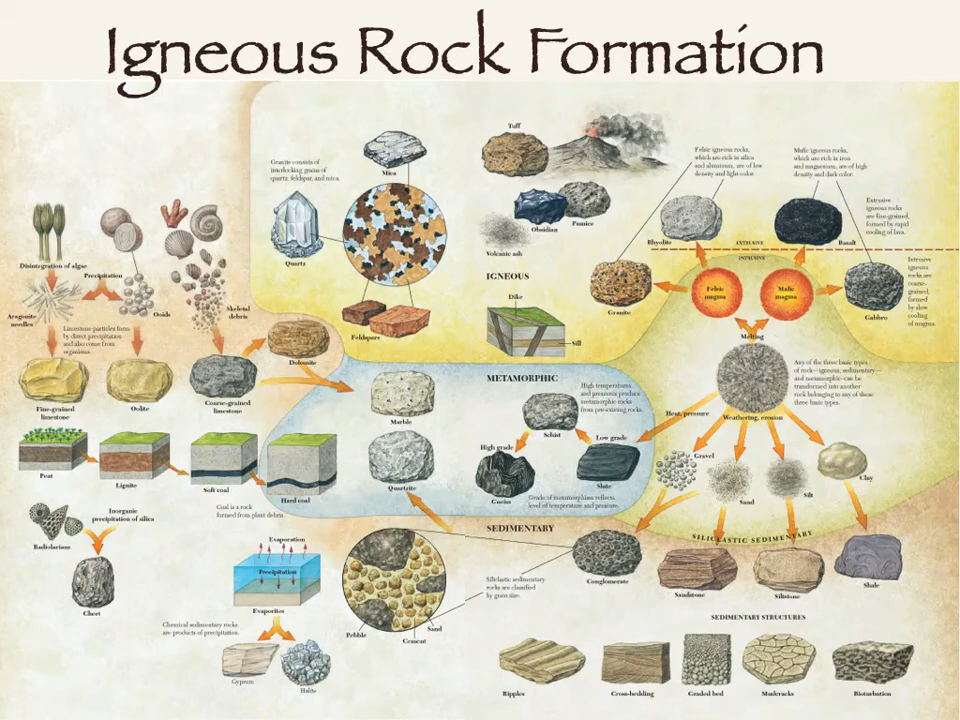 Igneous Rock Formation
Granite consists of
interlocking grains of
quartz, feldspar, and mica.
Mica
Quartz
Feldspars
Tuff
Obsidian
Pumice
Volcanic ash
IGNEOUS
Dike
Sill
Felsic igneous rocks,
which are rich in silica
and aluminum, are of low
density and light color.
Mafic igneous rocks,
which are rich in iron
and magnesium, are of high
density and dark color.
Extrusive
igneous rocks
are fine-grained,
formed by rapid
cooling of lava.
Rhyolite
EXTRUSIVE
INTRUSIVE
Basalt
Granite
Felsic
magma
Mafic
magma
Gabbro
Intrusive
igneous
rocks are
coarse-
grained,
formed
by slow
cooling
of magma.
Melting
Disintegration of algae
Precipitation
Aragonite
needles
Ooids
Skeletal
debris
Limestone particles form
by direct precipitation
and also come from
organisms.
Dolomite
Fine-grained
limestone
Oolite
Coarse-grained
limestone
Peat
Lignite
Soft coal
Hard coal
Coal is a rock
formed from plant debris.
METAMORPHIC
Marble
Quartzite
High temperatures
and pressures produce
metamorphic rocks
from pre-existing rocks.
Schist
High grade
Low grade
Gneiss
Slate
Grade of metamorphism reflects
level of temperature and pressure.
Heat, pressure
Weathering, erosion
Any of the three basic types
of rock—igneous, sedimentary—
and metamorphic–can be
transformed into another
rock belonging to any of these
three basic types.
Gravel
Sand
Silt
Clay
SILICLASTIC SEDIMENTARY
Radiolarians
Inorganic
precipitation of silica
Chert
Evaporation
Precipitation
Evaporites
Chemical sedimentary rocks
are products of precipitation.
Gypsum
Halite
SEDIMENTARY
Siliclastic sedimentary
rocks are classified
by grain size.
Pebble
Cement
Sand
Conglomerate
Sandstone
Siltstone
Shale
SEDIMENTARY STRUCTURES
Ripples
Cross-bedding
Graded bed
Mudcracks
Bioturbation